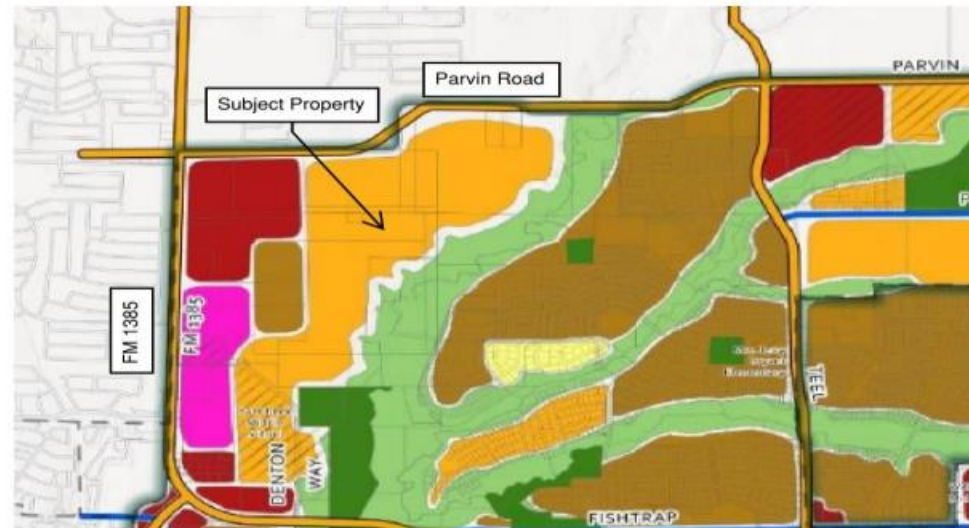 PARVIN
Parvin Road
Subject Property
FM 1385
FM 1385
TEEL
DENTON
WAY
FISHTRAP